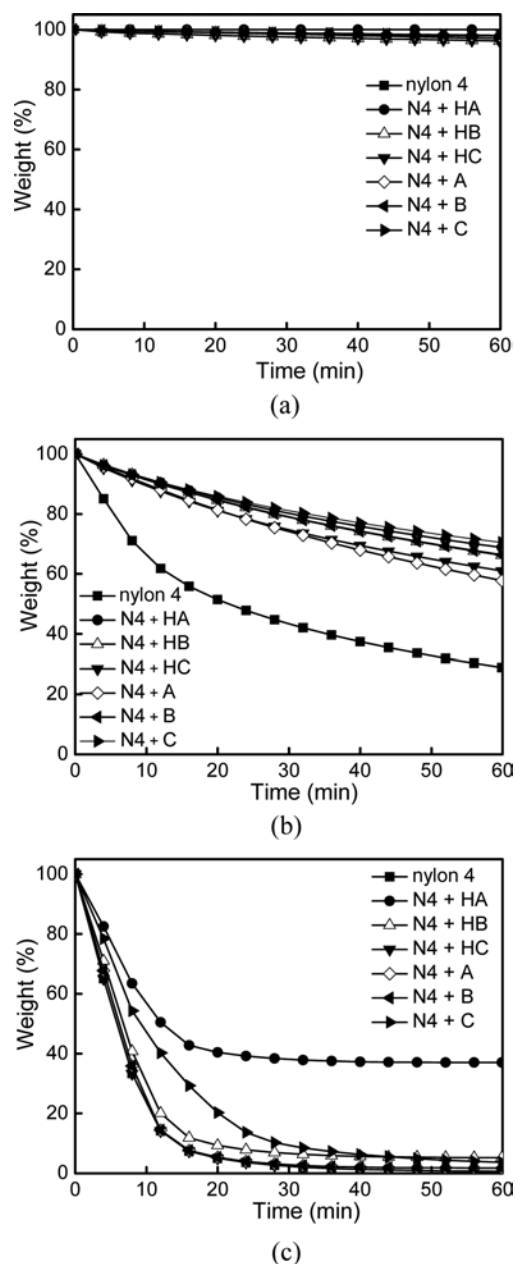 100
80
60
40
20
0
Weight (%)
nylon 4
N4 + HA
N4 + HB
N4 + HC
N4 + A
N4 + B
N4 + C
0 10 20 30 40 50 60
Time (min)
(a)
100
80
60
40
20
0
Weight (%)
nylon 4
N4 + HA
N4 + HB
N4 + HC
N4 + A
N4 + B
N4 + C
0 10 20 30 40 50 60
Time (min)
(b)
100
80
60
40
20
0
Weight (%)
nylon 4
N4 + HA
N4 + HB
N4 + HC
N4 + A
N4 + B
N4 + C
0 10 20 30 40 50 60
Time (min)
(c)